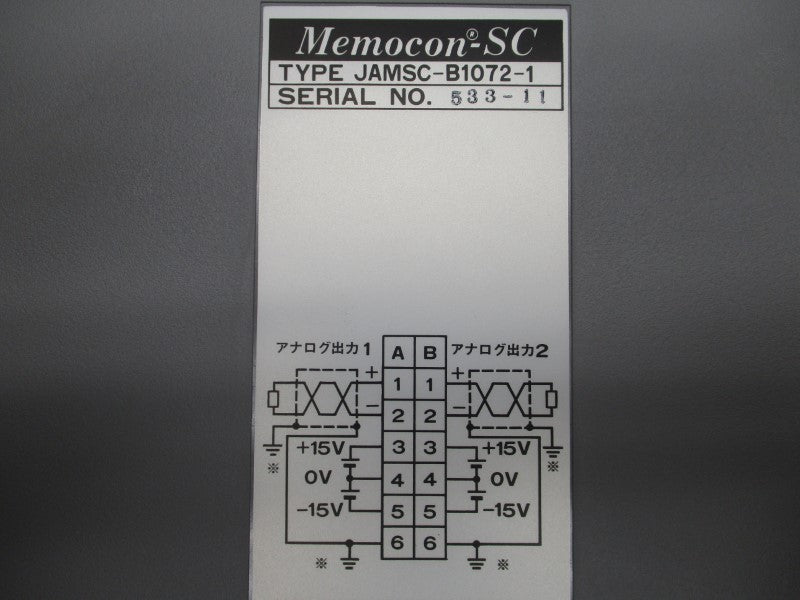 Memocon®-SC
TYPE JAMSC-B1072-1
SERIAL NO. 533-11
アナログ出力1 A B アナログ出力2
+ 1 1 +
− 2 2 −
+15V 3 3 +15V
※ ※
0V 4 4 0V
−15V 5 5 −15V
※ 6 6 ※